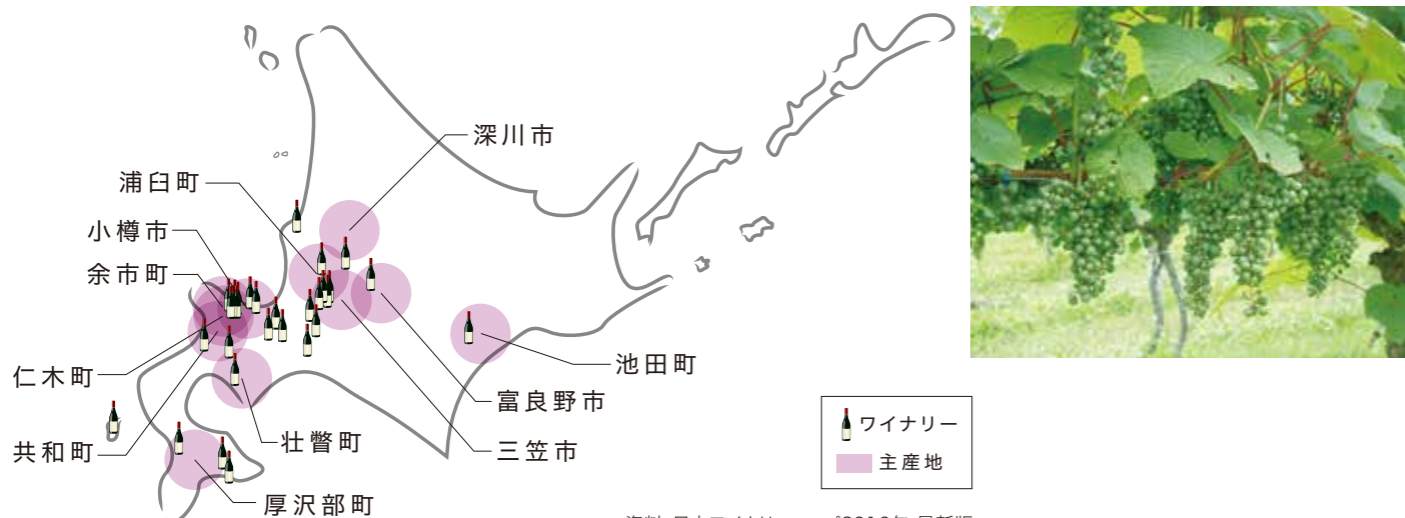 深川市
浦臼町
小樽市
余市町
仁木町
共和町
壮瞥町
厚沢部町
池田町
富良野市
三笠市
ワイナリー
主産地